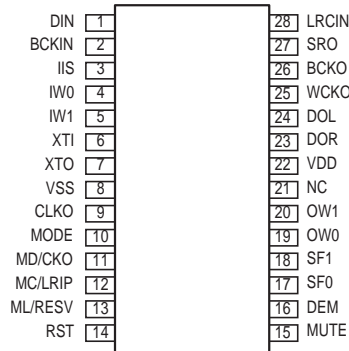 DIN 1 28 LRCIN
BCKIN 2 27 SRO
IIS 3 26 BCKO
IW0 4 25 WCKO
IW1 5 24 DOL
XTI 6 23 DOR
XTO 7 22 VDD
VSS 8 21 NC
CLKO 9 20 OW1
MODE 10 19 OW0
MD/CKO 11 18 SF1
MC/LRIP 12 17 SF0
ML/RESV 13 16 DEM
RST 14 15 MUTE